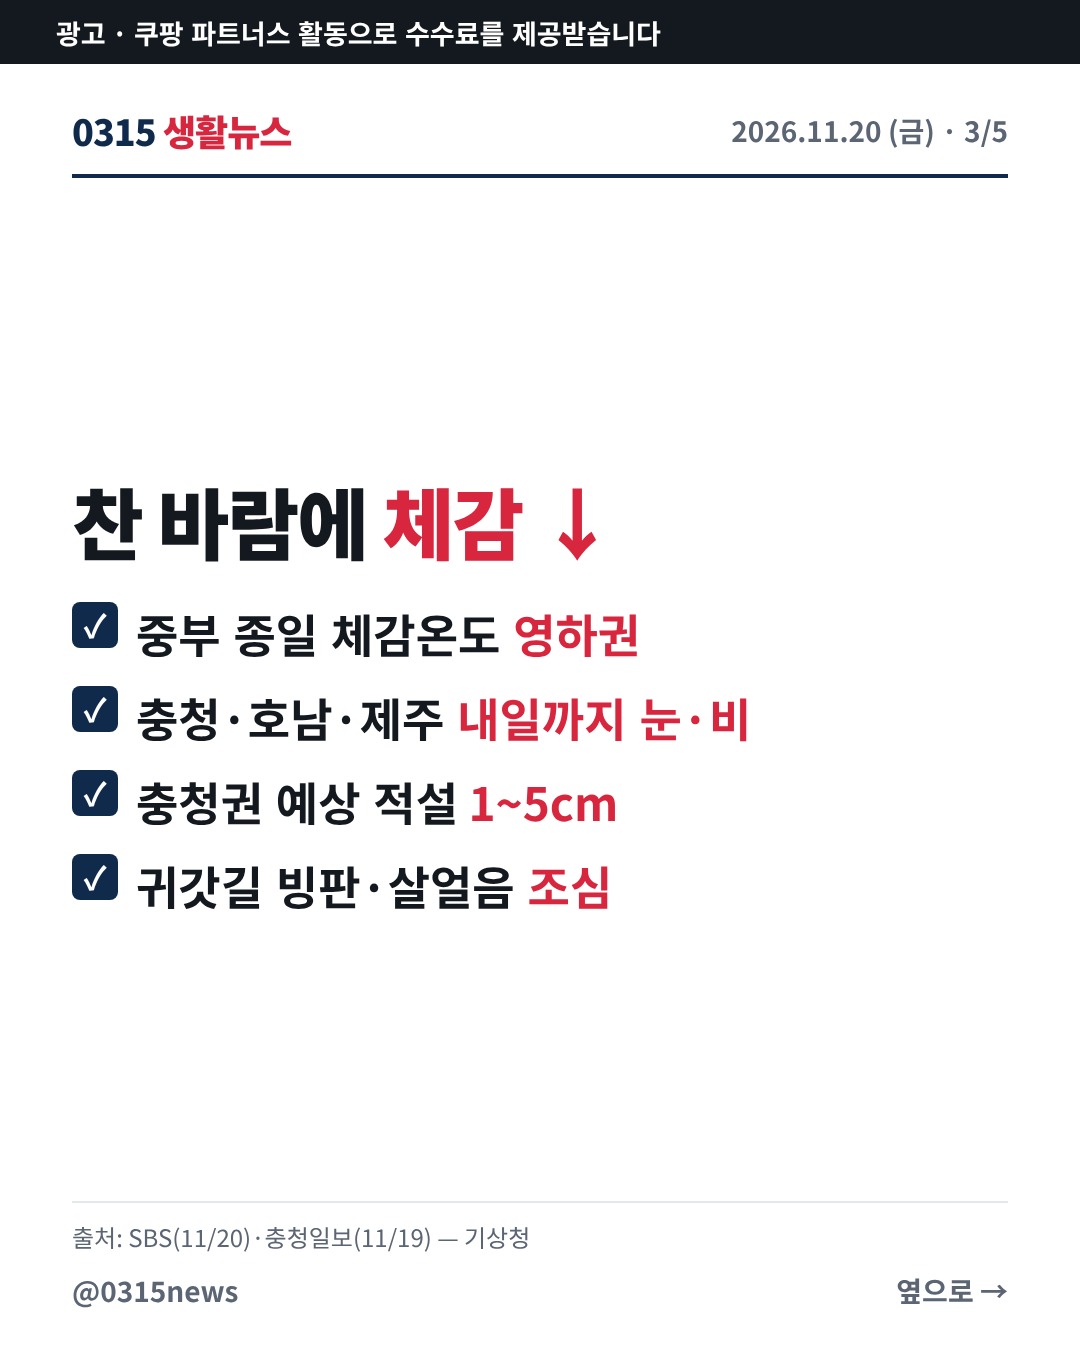 광고 · 쿠팡 파트너스 활동으로 수수료를 제공받습니다
0315 생활뉴스
2026.11.20 (금) · 3/5
찬 바람에 체감 ↓
✓ 중부 종일 체감온도 영하권
✓ 충청·호남·제주 내일까지 눈·비
✓ 충청권 예상 적설 1~5cm
✓ 귀갓길 빙판·살얼음 조심
출처: SBS(11/20)·충청일보(11/19) — 기상청
@0315news
옆으로 →